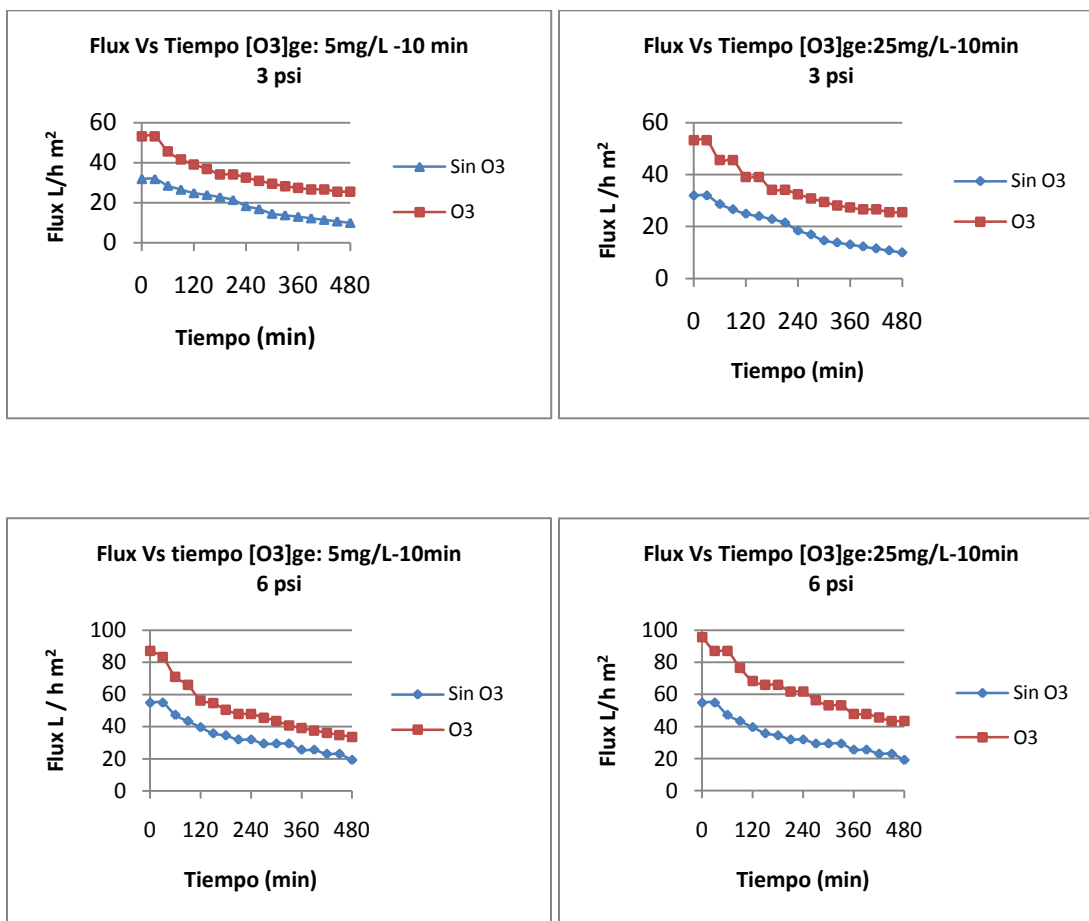 Flux Vs Tiempo [O3]ge: 5mg/L -10 min
3 psi
Flux L/h m²
60
40
20
0
0 120 240 360 480
Tiempo (min)
Sin O3
O3
Flux Vs Tiempo [O3]ge:25mg/L-10min
3 psi
Flux L /h m²
60
40
20
0
0 120 240 360 480
Tiempo (min)
Sin O3
O3
Flux Vs tiempo [O3]ge: 5mg/L-10min
6 psi
Flux L / h m²
100
80
60
40
20
0
0 120 240 360 480
Tiempo (min)
Sin O3
O3
Flux Vs Tiempo [O3]ge:25mg/L-10min
6 psi
Flux L/h m²
100
80
60
40
20
0
0 120 240 360 480
Tiempo (min)
Sin O3
O3